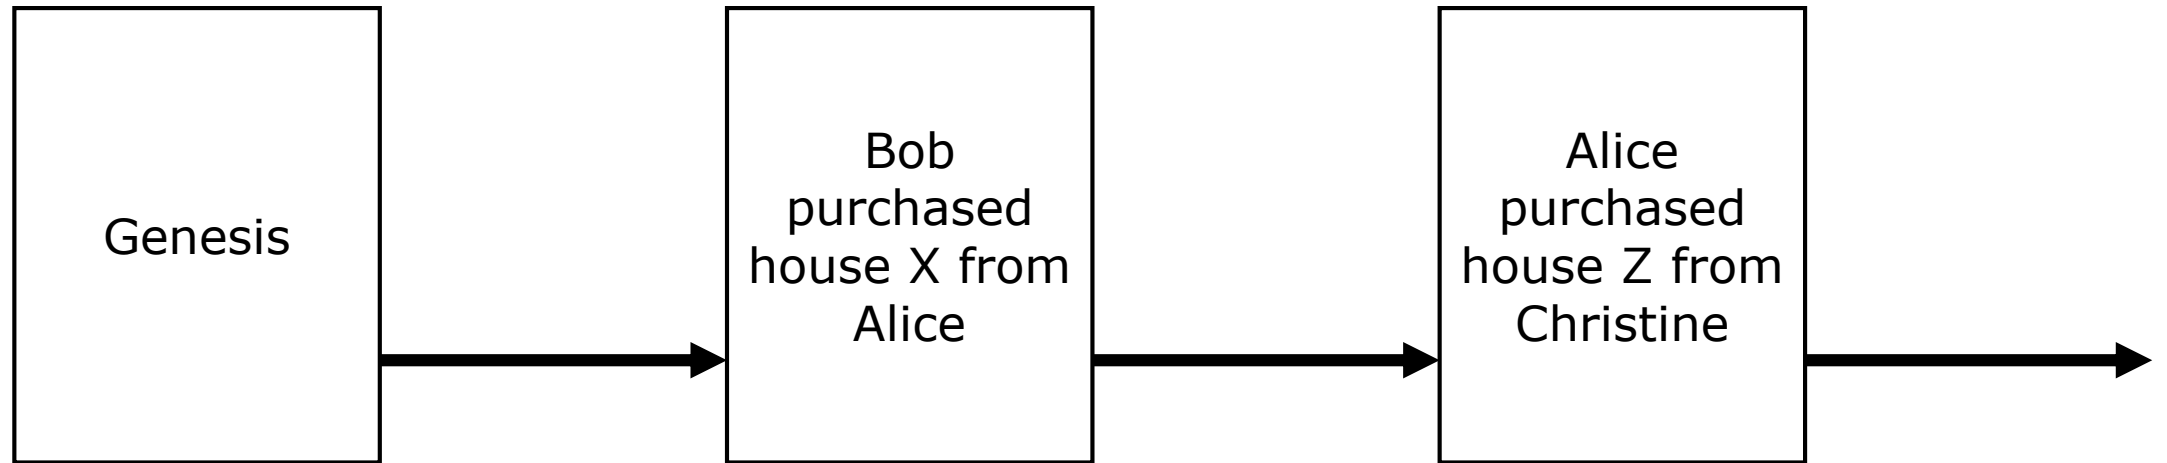 Genesis
Bob
purchased
house X from
Alice
Alice
purchased
house Z from
Christine